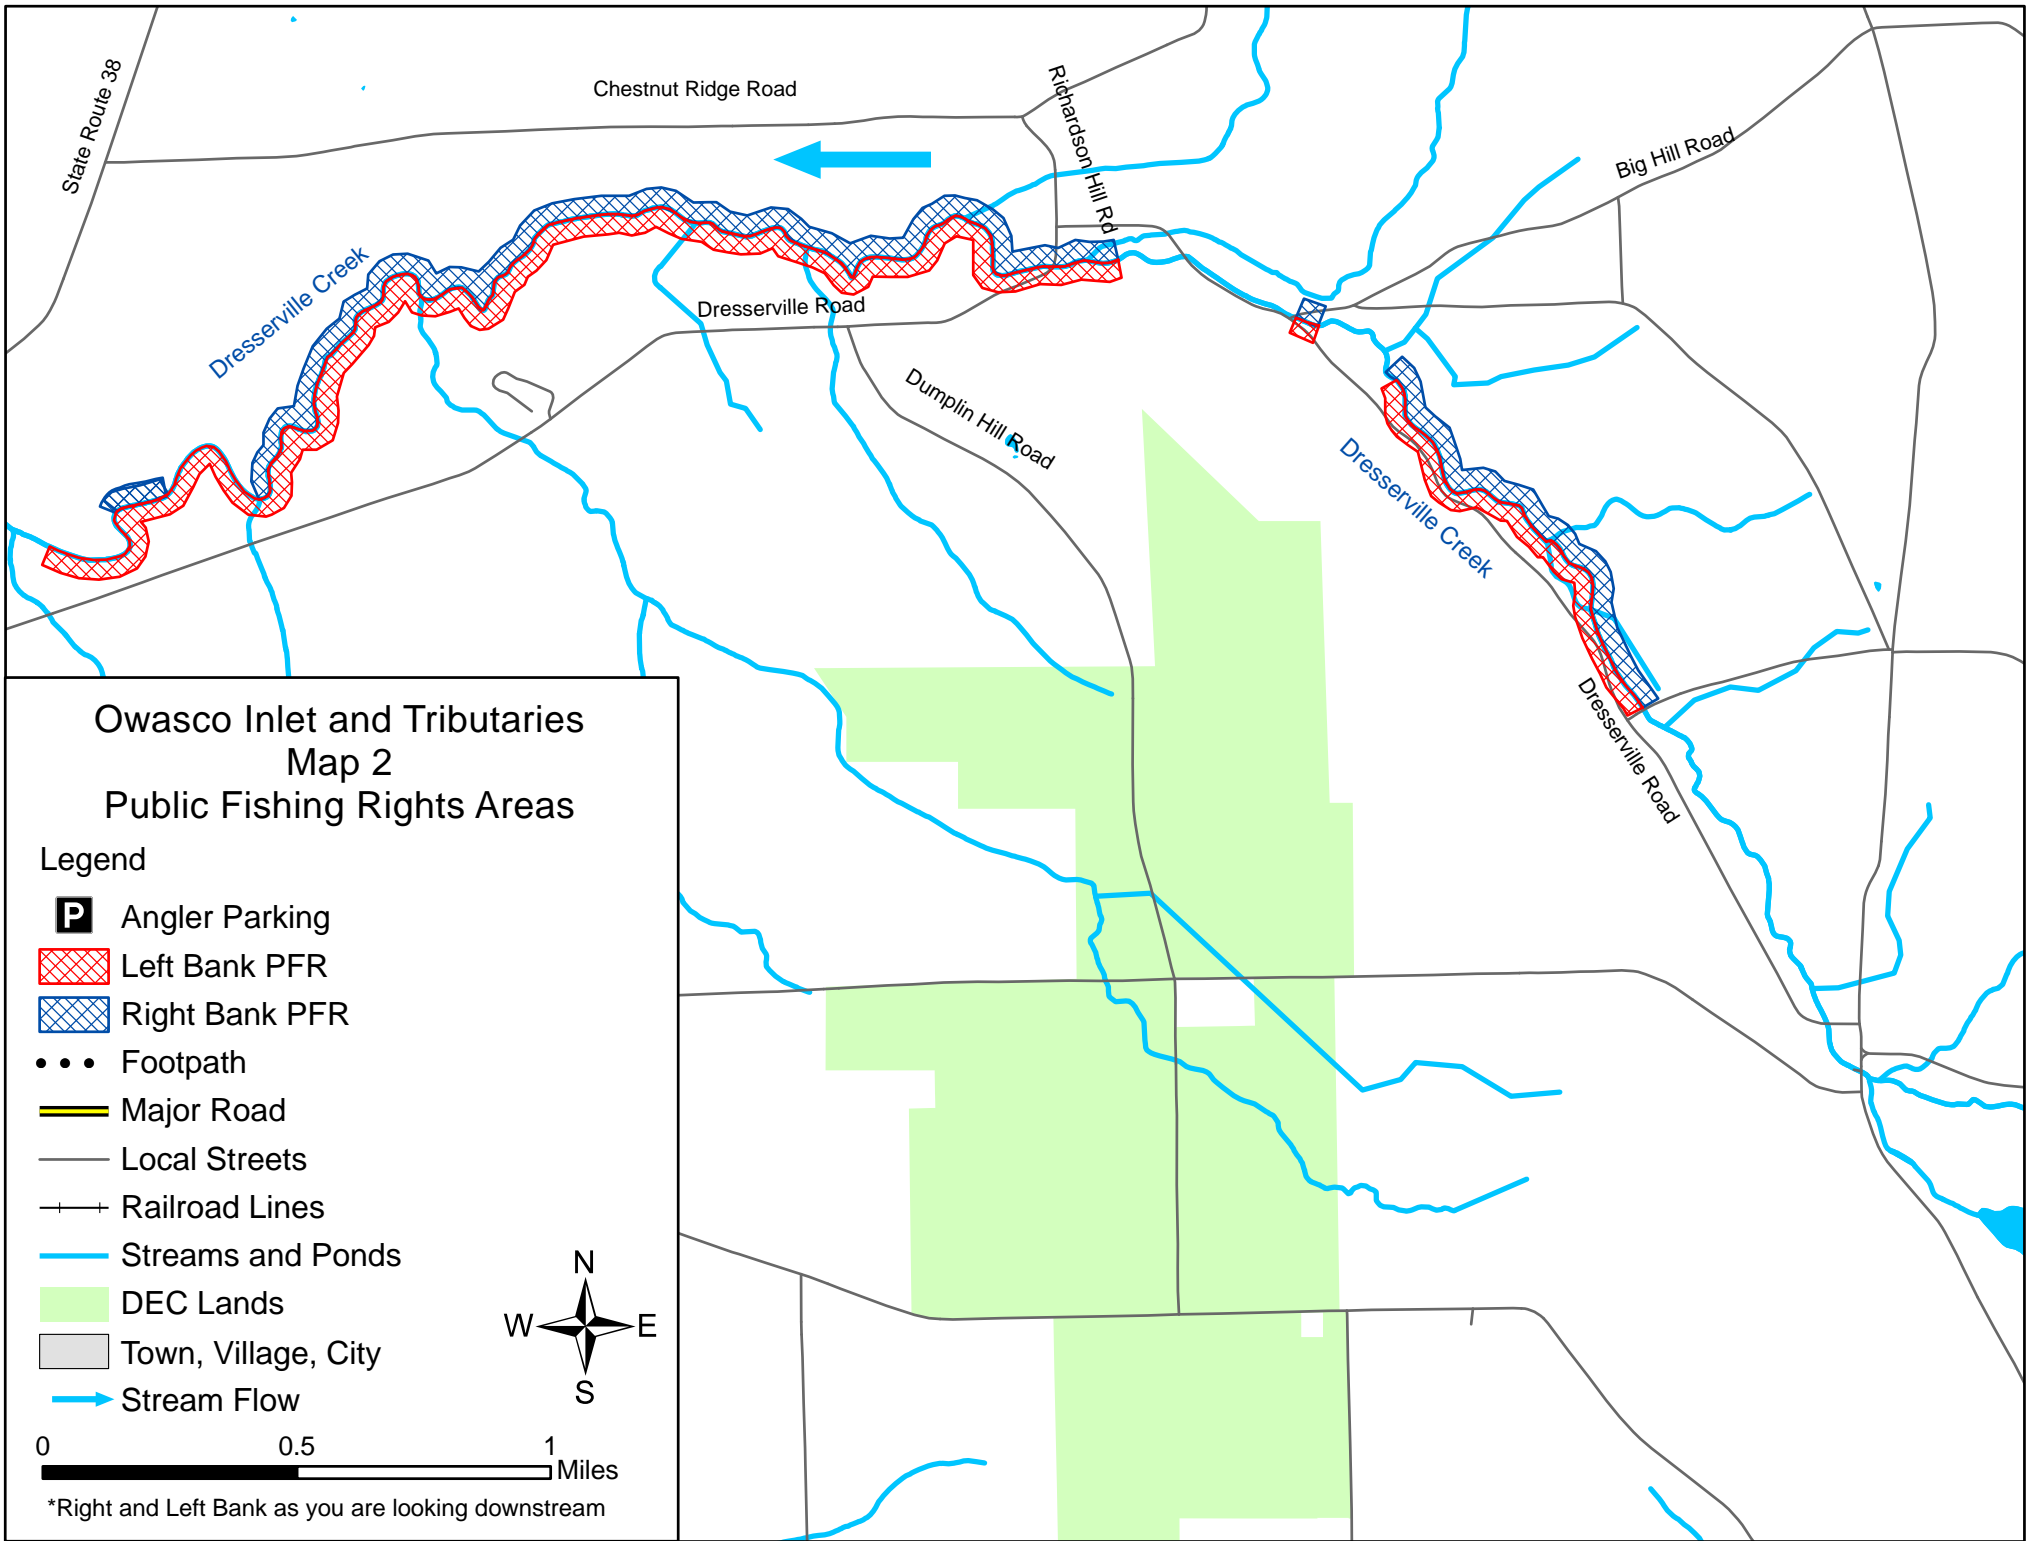 State Route 38
Chestnut Ridge Road
Richardson Hill Rd
Big Hill Road
Dresserville Creek
Dresserville Road
Dumplin Hill Road
Dresserville Creek
Dresserville Road
Owasco Inlet and Tributaries
Map 2
Public Fishing Rights Areas
Legend
P Angler Parking
Left Bank PFR
Right Bank PFR
Footpath
Major Road
Local Streets
Railroad Lines
Streams and Ponds
DEC Lands
Town, Village, City
Stream Flow
N
W E
S
0 0.5 1
Miles
*Right and Left Bank as you are looking downstream